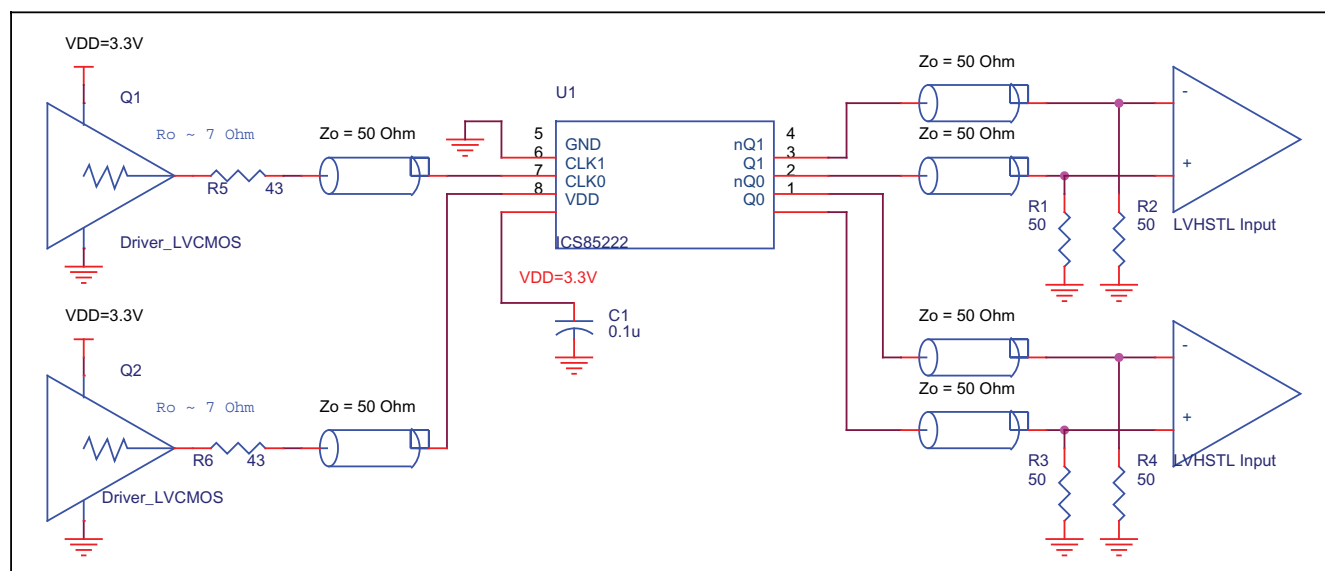 VDD=3.3V
Q1
Ro ~ 7 Ohm
R5 43
Driver_LVCMOS
Zo = 50 Ohm
VDD=3.3V
Q2
Ro ~ 7 Ohm
R6 43
Driver_LVCMOS
Zo = 50 Ohm
U1
5 GND nQ1 4
6 CLK1 Q1 3
7 CLK0 nQ0 2
8 VDD Q0 1
ICS85222
VDD=3.3V
C1
0.1u
Zo = 50 Ohm
Zo = 50 Ohm
-
+
R1
50
R2
50
LVHSTL Input
Zo = 50 Ohm
Zo = 50 Ohm
-
+
R3
50
R4
50
LVHSTL Input